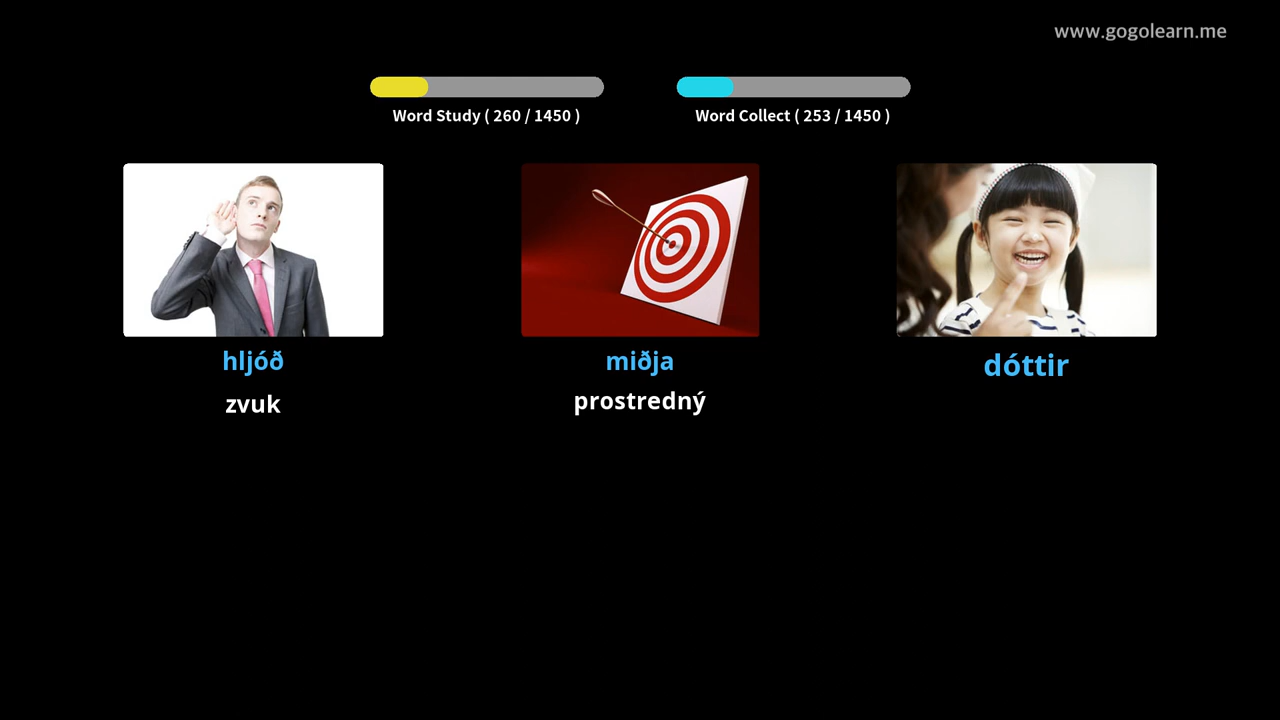 www.gogolearn.me
Word Study ( 260 / 1450 )
Word Collect ( 253 / 1450 )
hljóð
miðja
dóttir
zvuk
prostredný